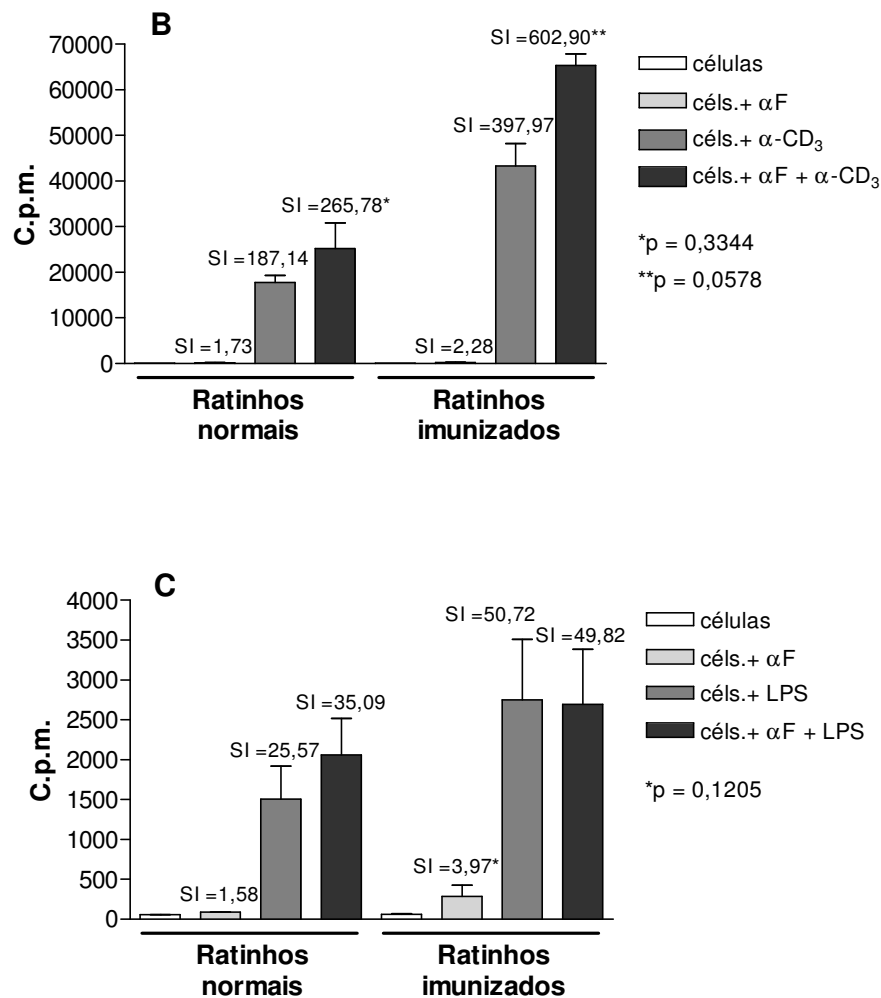 B
SI =602,90**
70000
60000
50000
40000
30000
20000
10000
0
C.p.m.
SI =397,97
SI =265,78*
SI =187,14
SI =1,73
SI =2,28
Ratinhos
normais
Ratinhos
imunizados
células
céls.+ αF
céls.+ α-CD₃
céls.+ αF + α-CD₃
*p = 0,3344
**p = 0,0578
C
4000
3500
3000
2500
2000
1500
1000
500
0
C.p.m.
SI =50,72
SI =49,82
SI =35,09
SI =25,57
SI =1,58
SI =3,97*
Ratinhos
normais
Ratinhos
imunizados
células
céls.+ αF
céls.+ LPS
céls.+ αF + LPS
*p = 0,1205